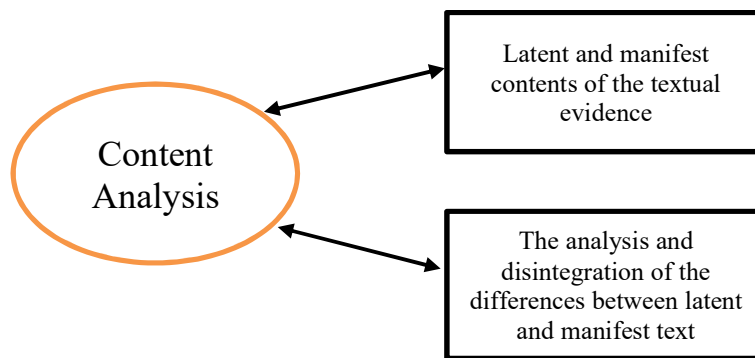 Content
Analysis
Latent and manifest
contents of the textual
evidence
The analysis and
disintegration of the
differences between latent
and manifest text